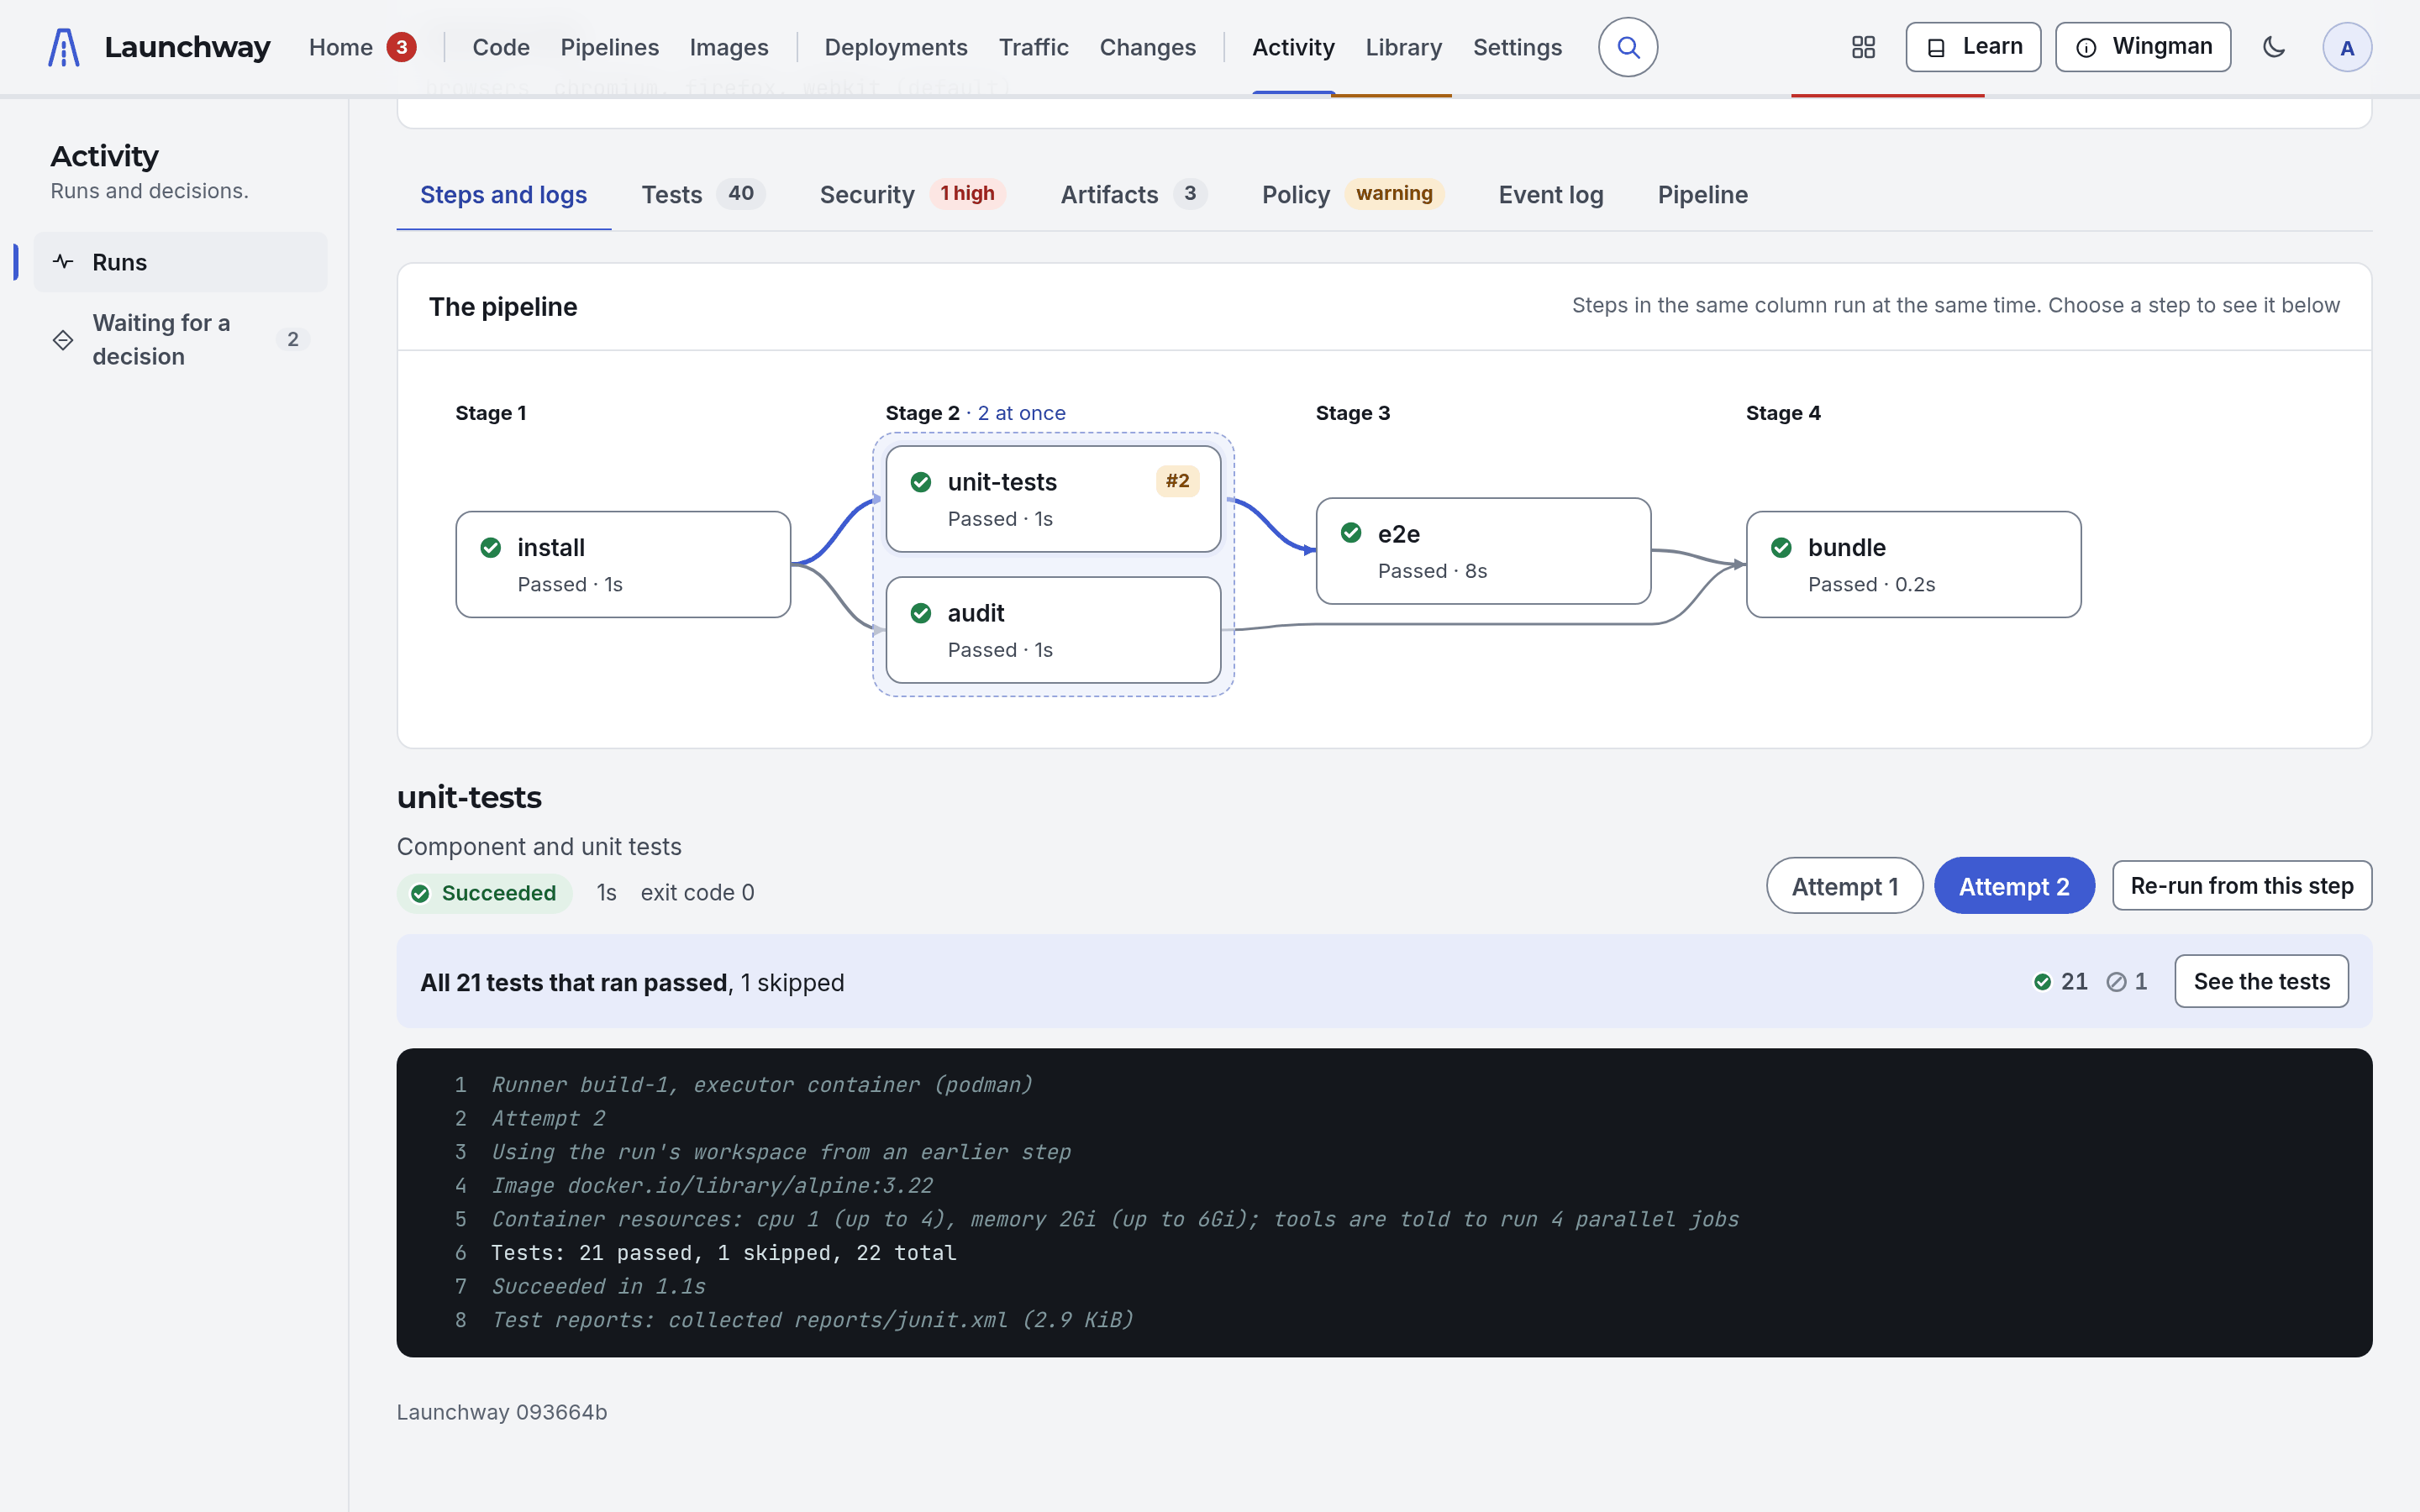 Launchway Home 3 Code Pipelines Images Deployments Traffic Changes Activity Library Settings Learn Wingman A
browsers chromium, firefox, webkit (default)
Activity
Runs and decisions.
Runs
Waiting for a
decision
2
Steps and logs Tests 40 Security 1 high Artifacts 3 Policy warning Event log Pipeline
The pipeline
Steps in the same column run at the same time. Choose a step to see it below
Stage 1
Stage 2 · 2 at once
Stage 3
Stage 4
install
Passed · 1s
unit-tests #2
Passed · 1s
audit
Passed · 1s
e2e
Passed · 8s
bundle
Passed · 0.2s
unit-tests
Component and unit tests
Succeeded 1s exit code 0
Attempt 1 Attempt 2 Re-run from this step
All 21 tests that ran passed, 1 skipped
21 1 See the tests
1 Runner build-1, executor container (podman)
2 Attempt 2
3 Using the run's workspace from an earlier step
4 Image docker.io/library/alpine:3.22
5 Container resources: cpu 1 (up to 4), memory 2Gi (up to 6Gi); tools are told to run 4 parallel jobs
6 Tests: 21 passed, 1 skipped, 22 total
7 Succeeded in 1.1s
8 Test reports: collected reports/junit.xml (2.9 KiB)
Launchway 093664b